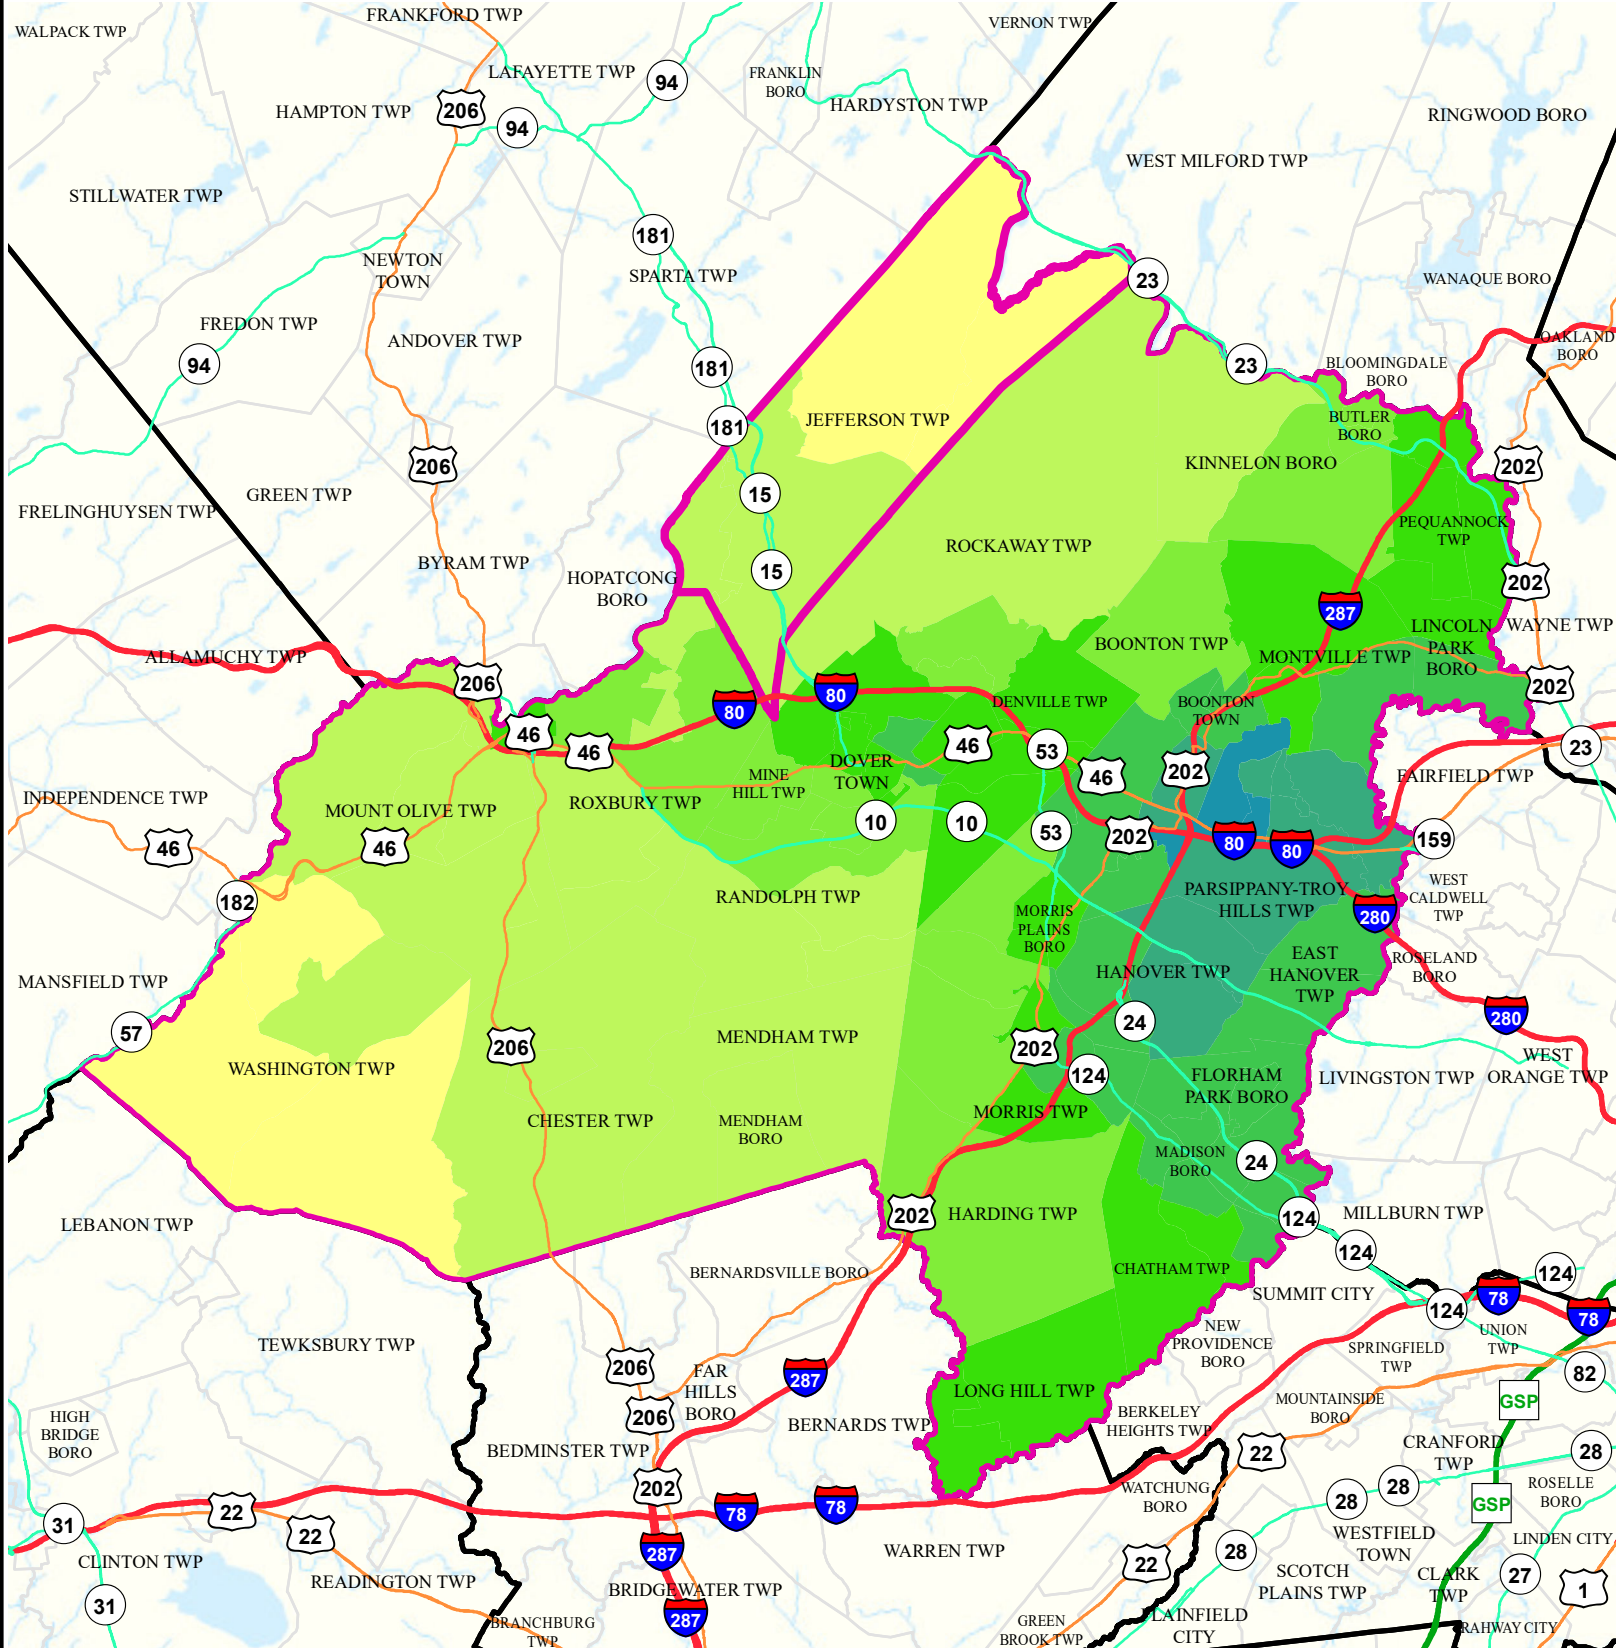 FRANKFORD TWP
WALPACK TWP
VERNON TWP
LAFAYETTE TWP
94
FRANKLIN
BORO
HARDYSTON TWP
HAMPTON TWP
206
94
RINGWOOD BORO
WEST MILFORD TWP
STILLWATER TWP
181
NEWTON
TOWN
SPARTA TWP
23
WANAQUE BORO
FREDON TWP
ANDOVER TWP
94
181
23
OAKLAND
BORO
BLOOMINGDALE
BORO
181
JEFFERSON TWP
BUTLER
BORO
206
KINNELON BORO
202
GREEN TWP
15
FRELINGHUYSEN TWP
PEQUANNOCK
TWP
ROCKAWAY TWP
BYRAM TWP
HOPATCONG
BORO
15
202
287
LINCOLN
PARK
BORO
WAYNE TWP
BOONTON TWP
ALLAMUCHY TWP
MONTVILLE TWP
206
80
80
DENVILLE TWP
BOONTON
TOWN
202
46
46
46
53
23
MINE
HILL TWP
DOVER
TOWN
46
202
FAIRFIELD TWP
INDEPENDENCE TWP
MOUNT OLIVE TWP
ROXBURY TWP
46
46
10
10
53
202
80
80
159
182
RANDOLPH TWP
PARSIPPANY-TROY
HILLS TWP
WEST
CALDWELL
TWP
MORRIS
PLAINS
BORO
280
MANSFIELD TWP
HANOVER TWP
EAST
HANOVER
TWP
ROSELAND
BORO
57
206
MENDHAM TWP
202
24
280
WASHINGTON TWP
124
FLORHAM
PARK BORO
LIVINGSTON TWP
WEST
ORANGE TWP
CHESTER TWP
MENDHAM
BORO
MORRIS TWP
MADISON
BORO
24
LEBANON TWP
202
HARDING TWP
124
MILLBURN TWP
124
BERNARDSVILLE BORO
CHATHAM TWP
SUMMIT CITY
124
124
78
78
TEWKSBURY TWP
NEW
PROVIDENCE
BORO
SPRINGFIELD
TWP
UNION
TWP
206
FAR
HILLS
BORO
287
LONG HILL TWP
82
206
MOUNTAINSIDE
BORO
GSP
HIGH
BRIDGE
BORO
BERNARDS TWP
BERKELEY
HEIGHTS TWP
BEDMINSTER TWP
22
CRANFORD
TWP
28
202
WATCHUNG
BORO
28
28
ROSELLE
BORO
31
22
78
78
GSP
22
287
WARREN TWP
28
WESTFIELD
TOWN
LINDEN CITY
CLINTON TWP
READINGTON TWP
BRIDGEWATER TWP
22
SCOTCH
PLAINS TWP
CLARK
TWP
27
1
31
287
BRANCHBURG
TWP
GREEN
BROOK TWP
LAINFIELD
CITY
RAHWAY CITY